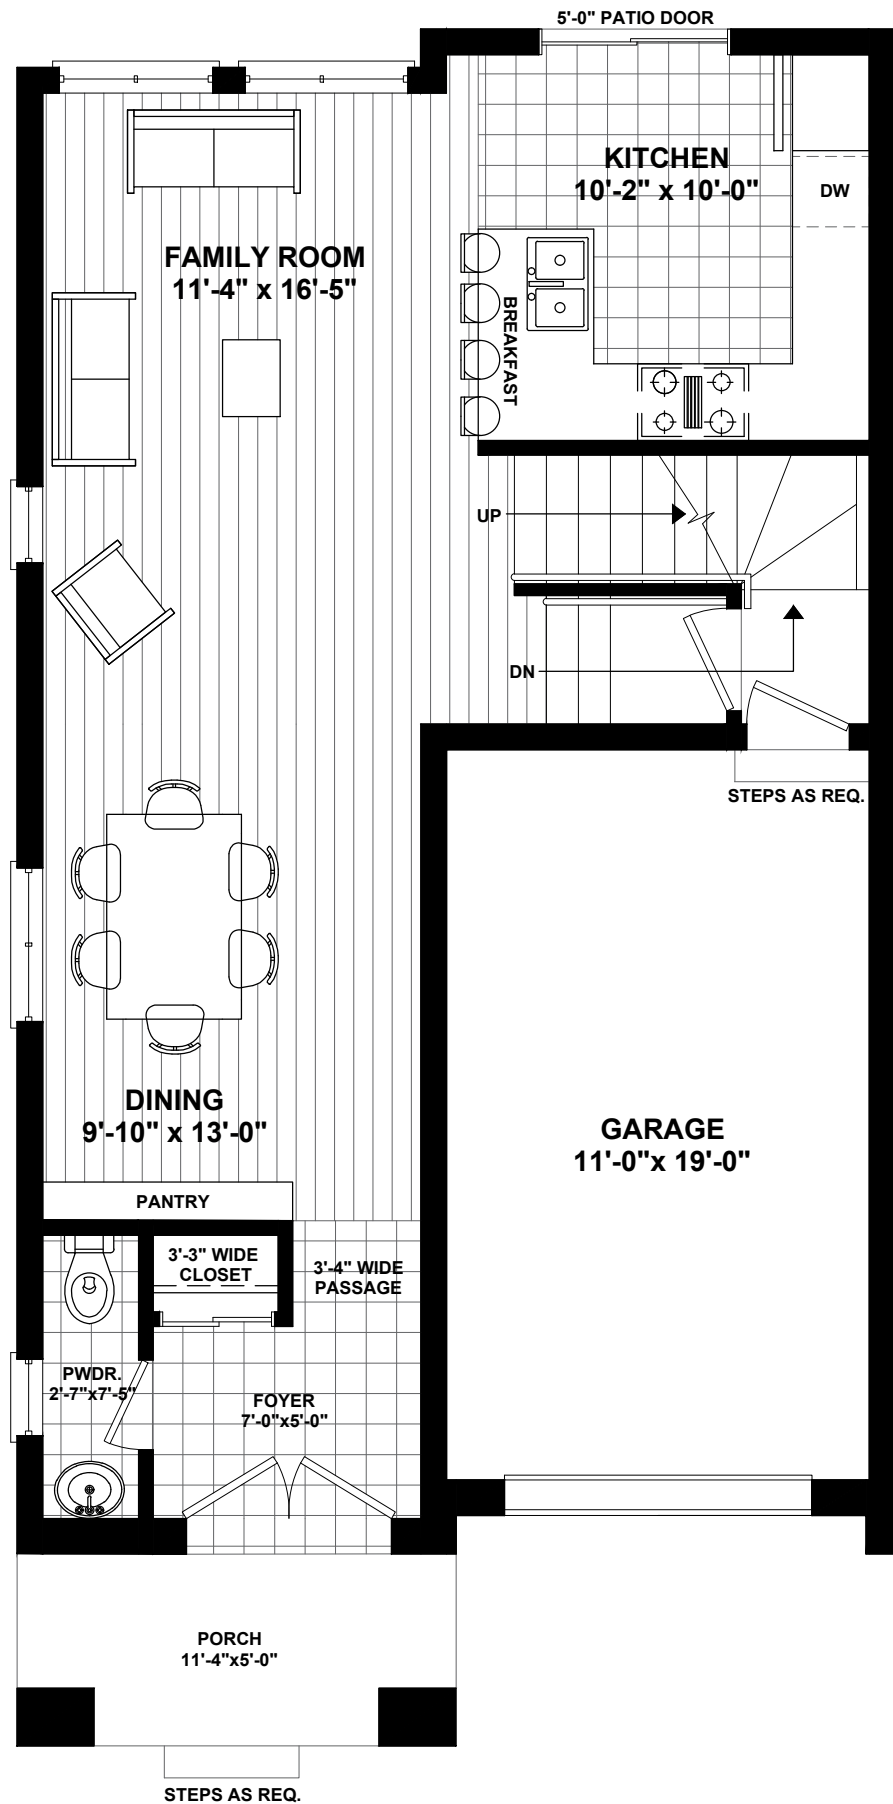 5'-0" PATIO DOOR
KITCHEN
10'-2" x 10'-0"
DW
FAMILY ROOM
11'-4" x 16'-5"
BREAKFAST
UP
DN
STEPS AS REQ.
DINING
9'-10" x 13'-0"
GARAGE
11'-0"x 19'-0"
PANTRY
3'-3" WIDE
CLOSET
3'-4" WIDE
PASSAGE
PWDR.
2'-7"x7'-5"
FOYER
7'-0"x5'-0"
PORCH
11'-4"x5'-0"
STEPS AS REQ.